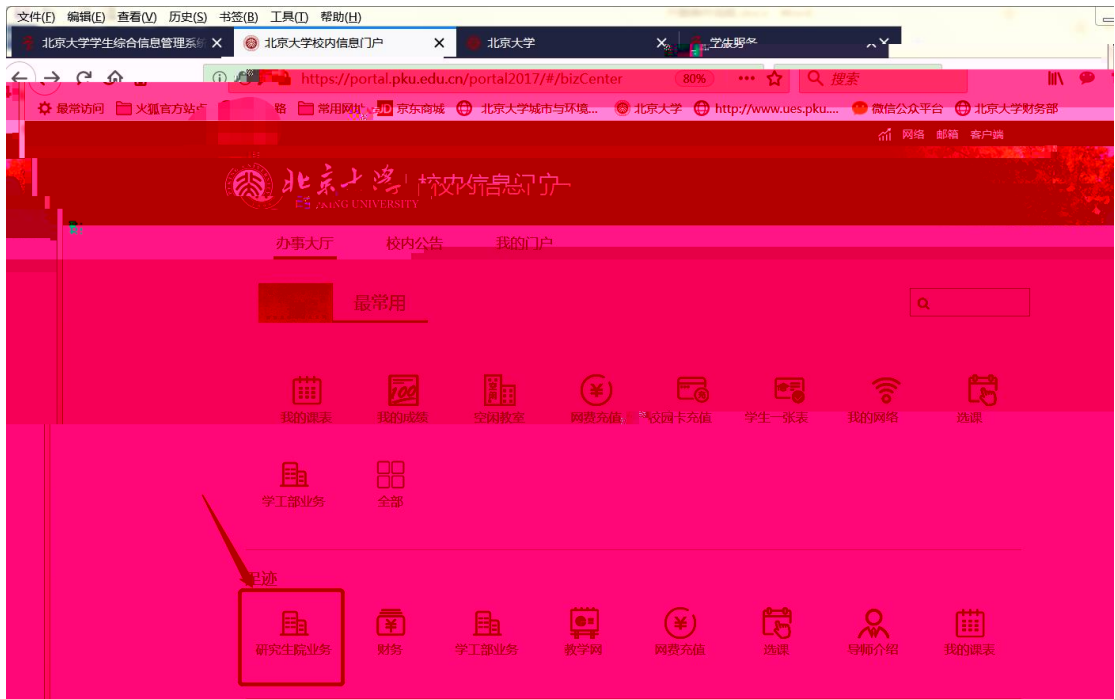 文件(F) 编辑(E) 查看(V) 历史(S) 书签(B) 工具(T) 帮助(H)
北京大学学生综合信息管理系统 × 北京大学校内信息门户 × 北京大学 ×
https://portal.pku.edu.cn/portal2017/#/bizCenter 80% 搜索
最常访问 火狐官方站点 常用网址 JD 京东商城 北京大学城市与环境... 北京大学 http://www.ues.pku.... 微信公众平台 北京大学财务部
网络 邮箱 客户端
北京大学 校内信息门户
PEKING UNIVERSITY
办事大厅 校内公告 我的门户
最常用
我的课表 我的成绩 空闲教室 网费充值 校园卡充值 学生一张表 我的网络 选课
学工部业务 全部
足迹
研究生院业务 财务 学工部业务 教学网 网费充值 选课 导师介绍 我的课表